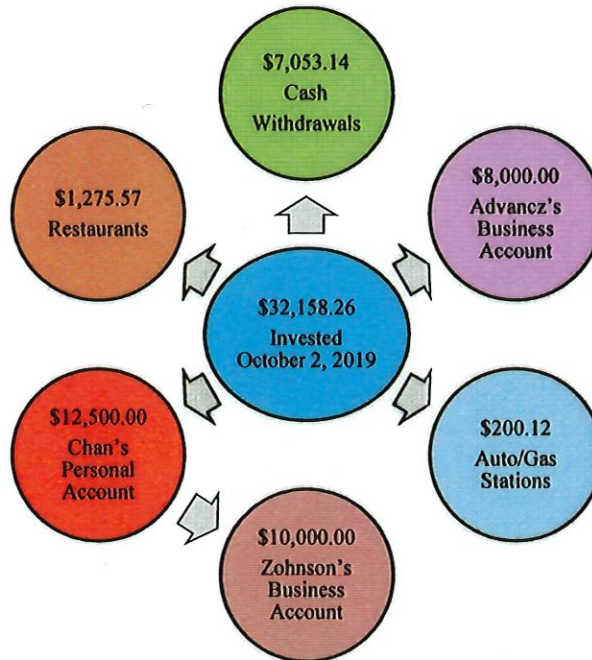 $7,053.14
Cash
Withdrawals
$1,275.57
Restaurants
$8,000.00
Advancz's
Business
Account
$32,158.26
Invested
October 2, 2019
$12,500.00
Chan's
Personal
Account
$200.12
Auto/Gas
Stations
$10,000.00
Zohnson's
Business
Account